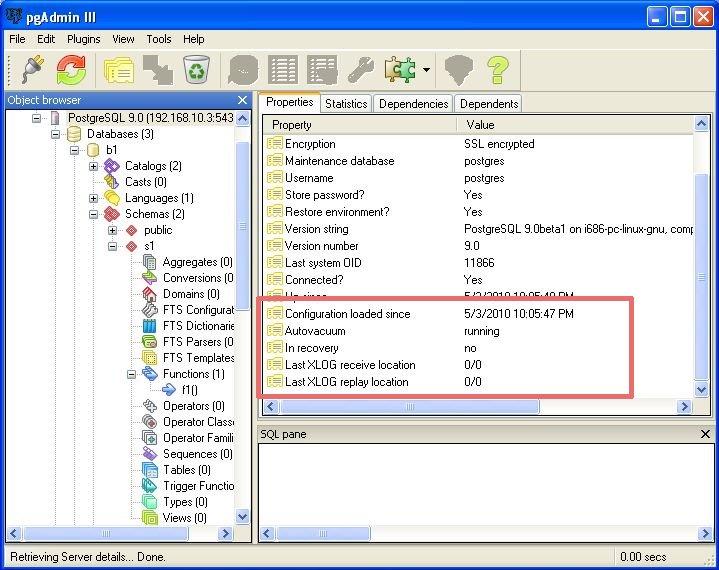 pgAdmin III
File Edit Plugins View Tools Help
Object browser
PostgreSQL 9.0 (192.168.10.3:543
Databases (3)
b1
Catalogs (2)
Casts (0)
Languages (1)
Schemas (2)
public
s1
Aggregates (0)
Conversions (0)
Domains (0)
FTS Configurat
FTS Dictionarie
FTS Parsers (0)
FTS Templates
Functions (1)
f1()
Operators (0)
Operator Classe
Operator Famili
Sequences (0)
Tables (0)
Trigger Functio
Types (0)
Views (0)
Properties Statistics Dependencies Dependents
Property Value
Encryption SSL encrypted
Maintenance database postgres
Username postgres
Store password? Yes
Restore environment? Yes
Version string PostgreSQL 9.0beta1 on i686-pc-linux-gnu, comp
Version number 9.0
Last system OID 11866
Connected? Yes
Up since 5/3/2010 10:05:49 PM
Configuration loaded since 5/3/2010 10:05:47 PM
Autovacuum running
In recovery no
Last XLOG receive location 0/0
Last XLOG replay location 0/0
SQL pane
Retrieving Server details... Done. 0.00 secs